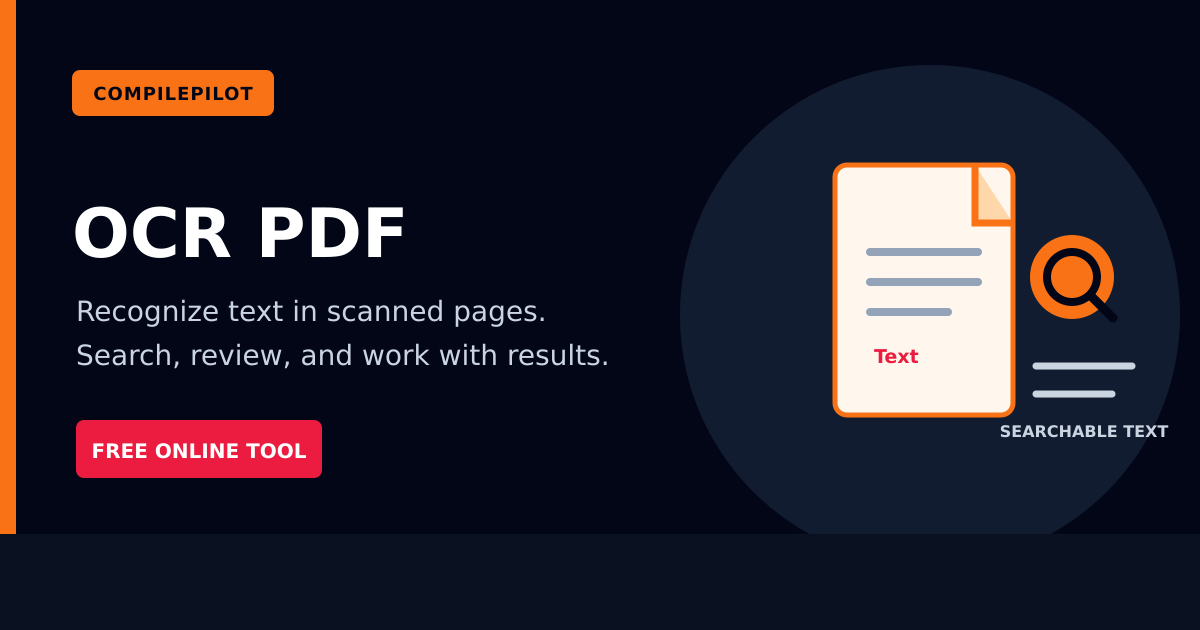 COMPILEPILOT
OCR PDF
Recognize text in scanned pages.
Search, review, and work with results.
FREE ONLINE TOOL
Text
SEARCHABLE TEXT